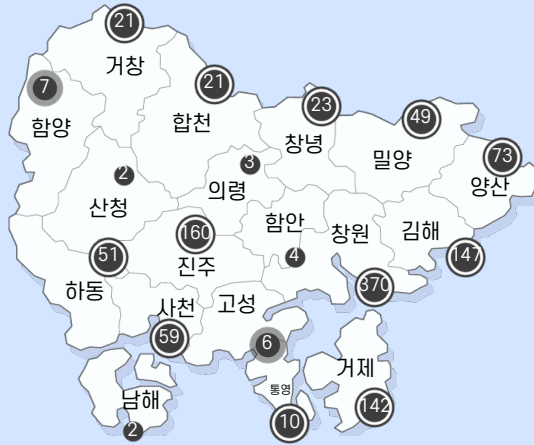 21
거창
7
함양
21
합천
23
창녕
49
밀양
73
양산
2
산청
3
의령
함안
4
창원
370
김해
147
160
진주
51
하동
사천
59
고성
6
통영
10
거제
142
남해
2